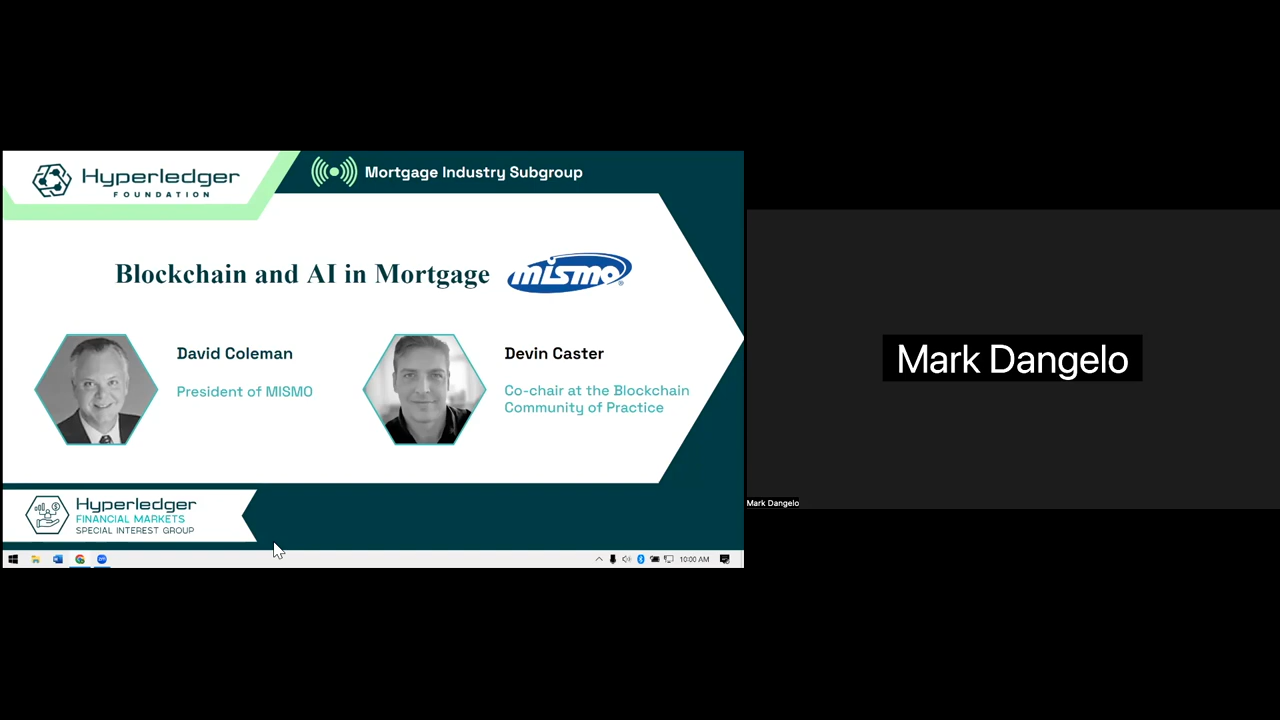 Hyperledger
FOUNDATION
Mortgage Industry Subgroup
Blockchain and AI in Mortgage
mismo
David Coleman
President of MISMO
Devin Caster
Co-chair at the Blockchain
Community of Practice
Hyperledger
FINANCIAL MARKETS
SPECIAL INTEREST GROUP
10:00 AM
Mark Dangelo
Mark Dangelo